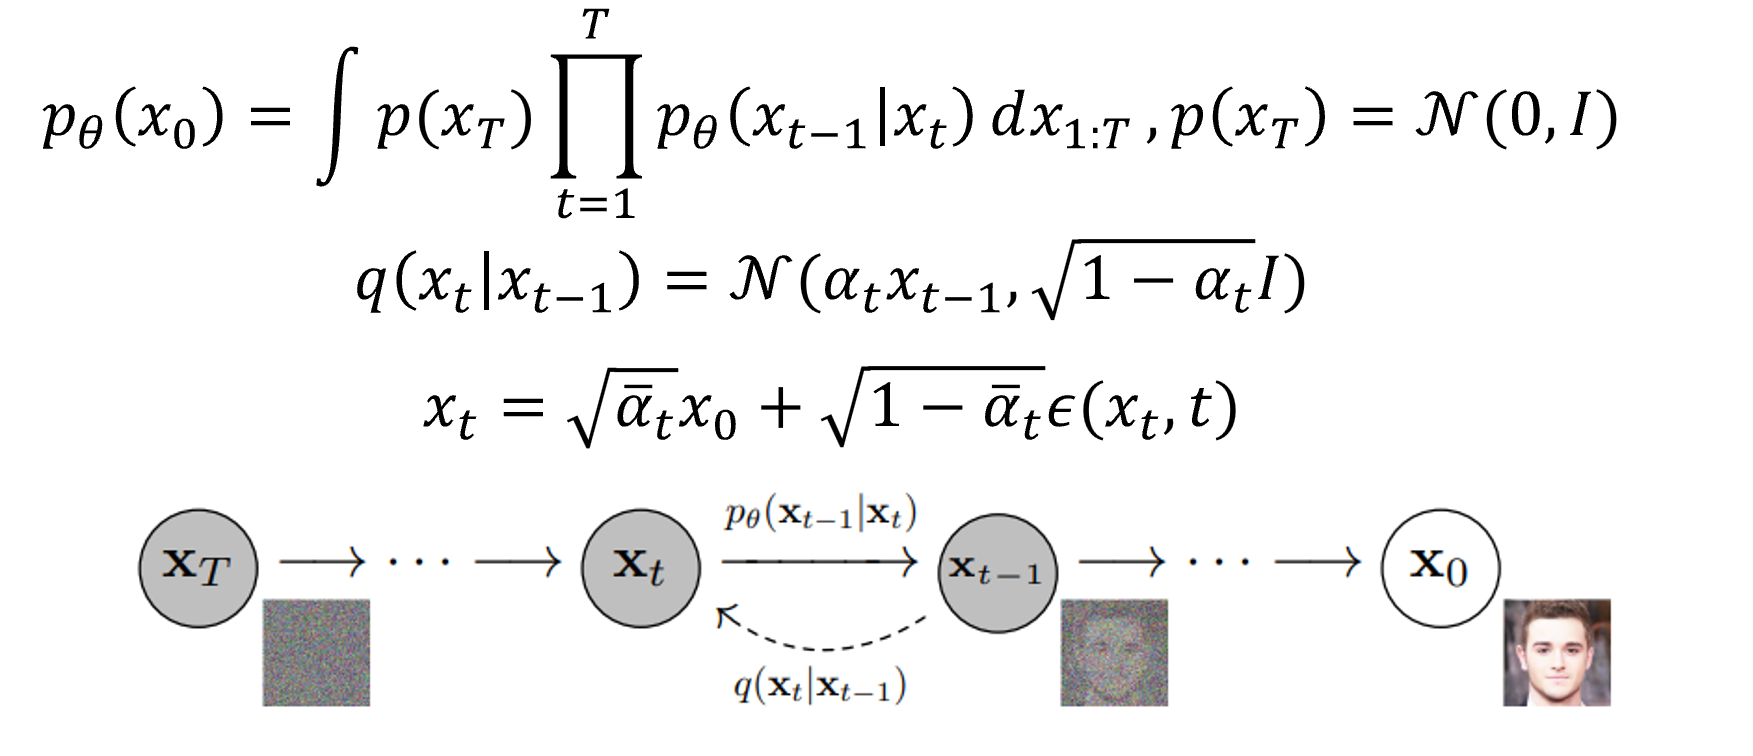 p_θ(x_0) = ∫ p(x_T) ∏_{t=1}^{T} p_θ(x_{t−1}|x_t) dx_{1:T} , p(x_T) = 𝒩(0, I)
q(x_t|x_{t−1}) = 𝒩(α_t x_{t−1}, √(1 − α_t) I)
x_t = √(ᾱ_t) x_0 + √(1 − ᾱ_t) ϵ(x_t, t)
p_θ(𝐱_{t−1}|𝐱_t)
𝐱_T ⟶ ··· ⟶ 𝐱_t ⟶ 𝐱_{t−1} ⟶ ··· ⟶ 𝐱_0
q(𝐱_t|𝐱_{t−1})